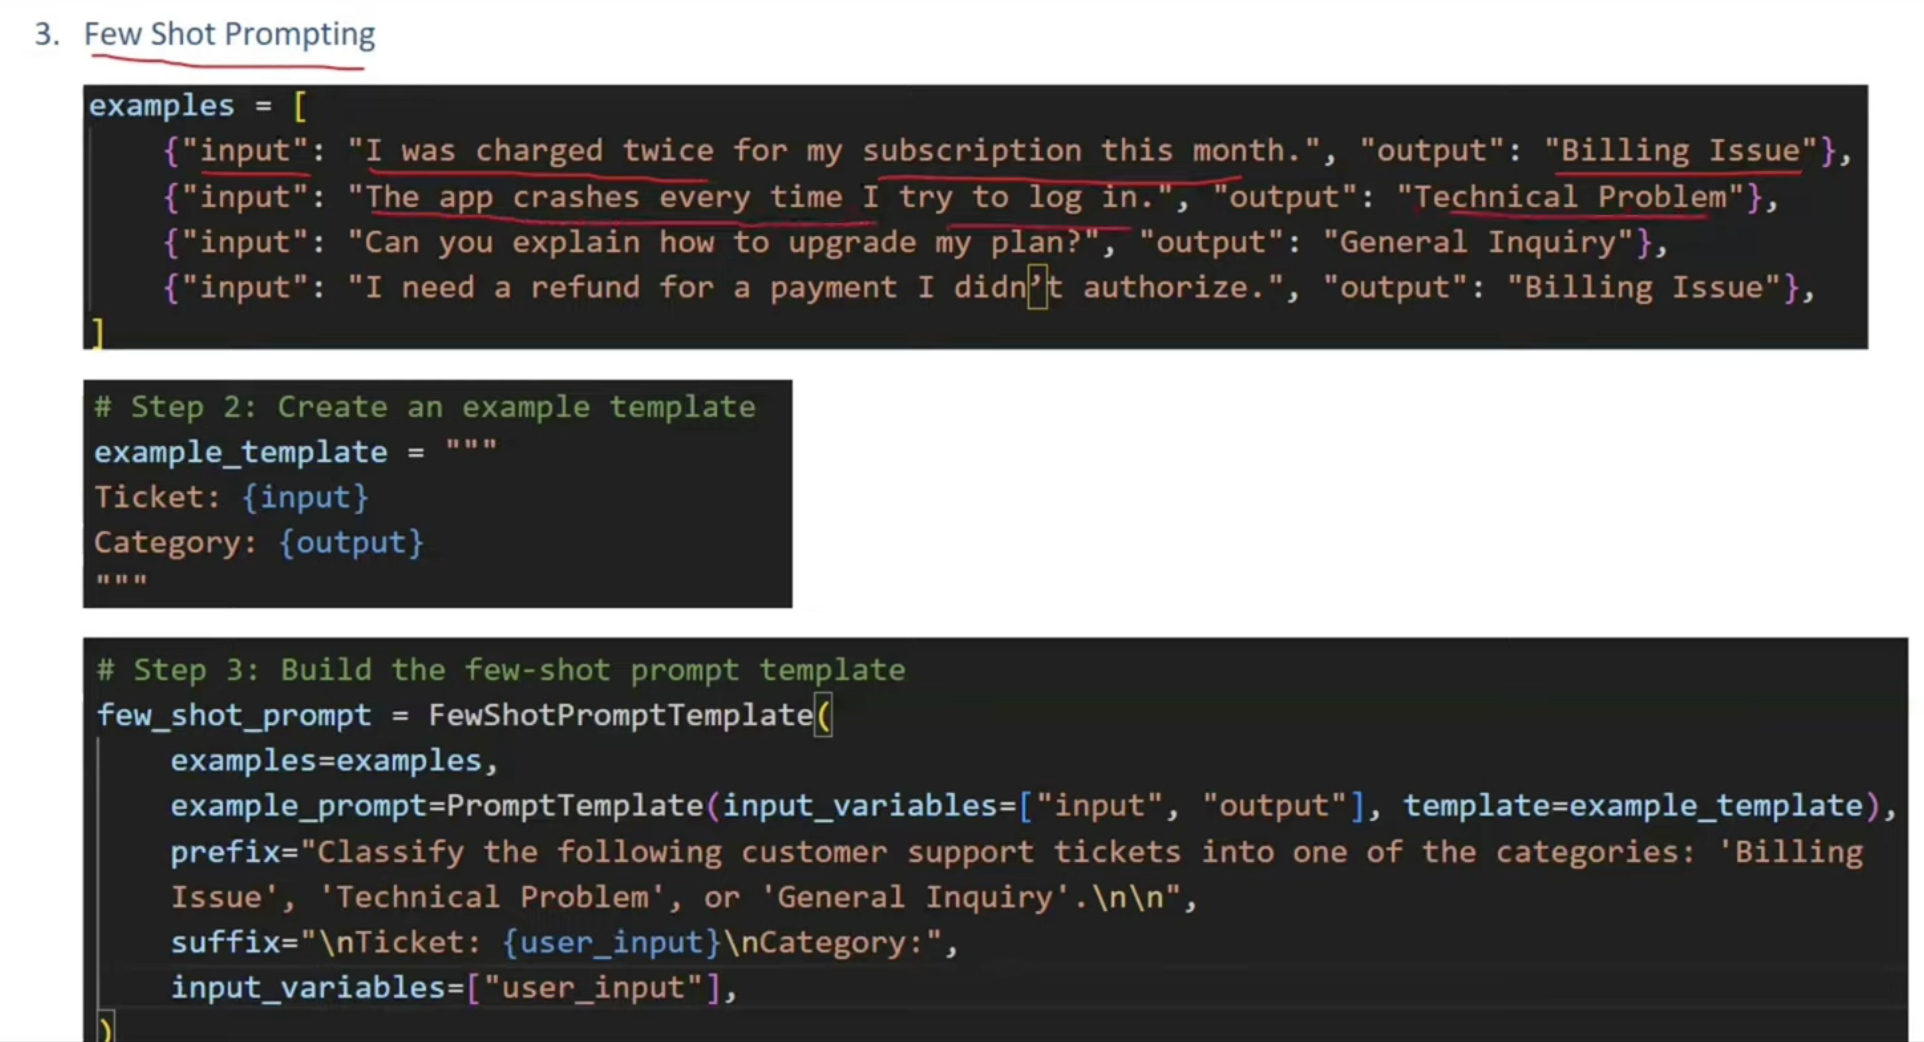 3. Few Shot Prompting
examples = [
{"input": "I was charged twice for my subscription this month.", "output": "Billing Issue"},
{"input": "The app crashes every time I try to log in.", "output": "Technical Problem"},
{"input": "Can you explain how to upgrade my plan?", "output": "General Inquiry"},
{"input": "I need a refund for a payment I didn’t authorize.", "output": "Billing Issue"},
]
# Step 2: Create an example template
example_template = """
Ticket: {input}
Category: {output}
"""
# Step 3: Build the few-shot prompt template
few_shot_prompt = FewShotPromptTemplate(
examples=examples,
example_prompt=PromptTemplate(input_variables=["input", "output"], template=example_template),
prefix="Classify the following customer support tickets into one of the categories: 'Billing
Issue', 'Technical Problem', or 'General Inquiry'.\n\n",
suffix="\nTicket: {user_input}\nCategory:",
input_variables=["user_input"],
)